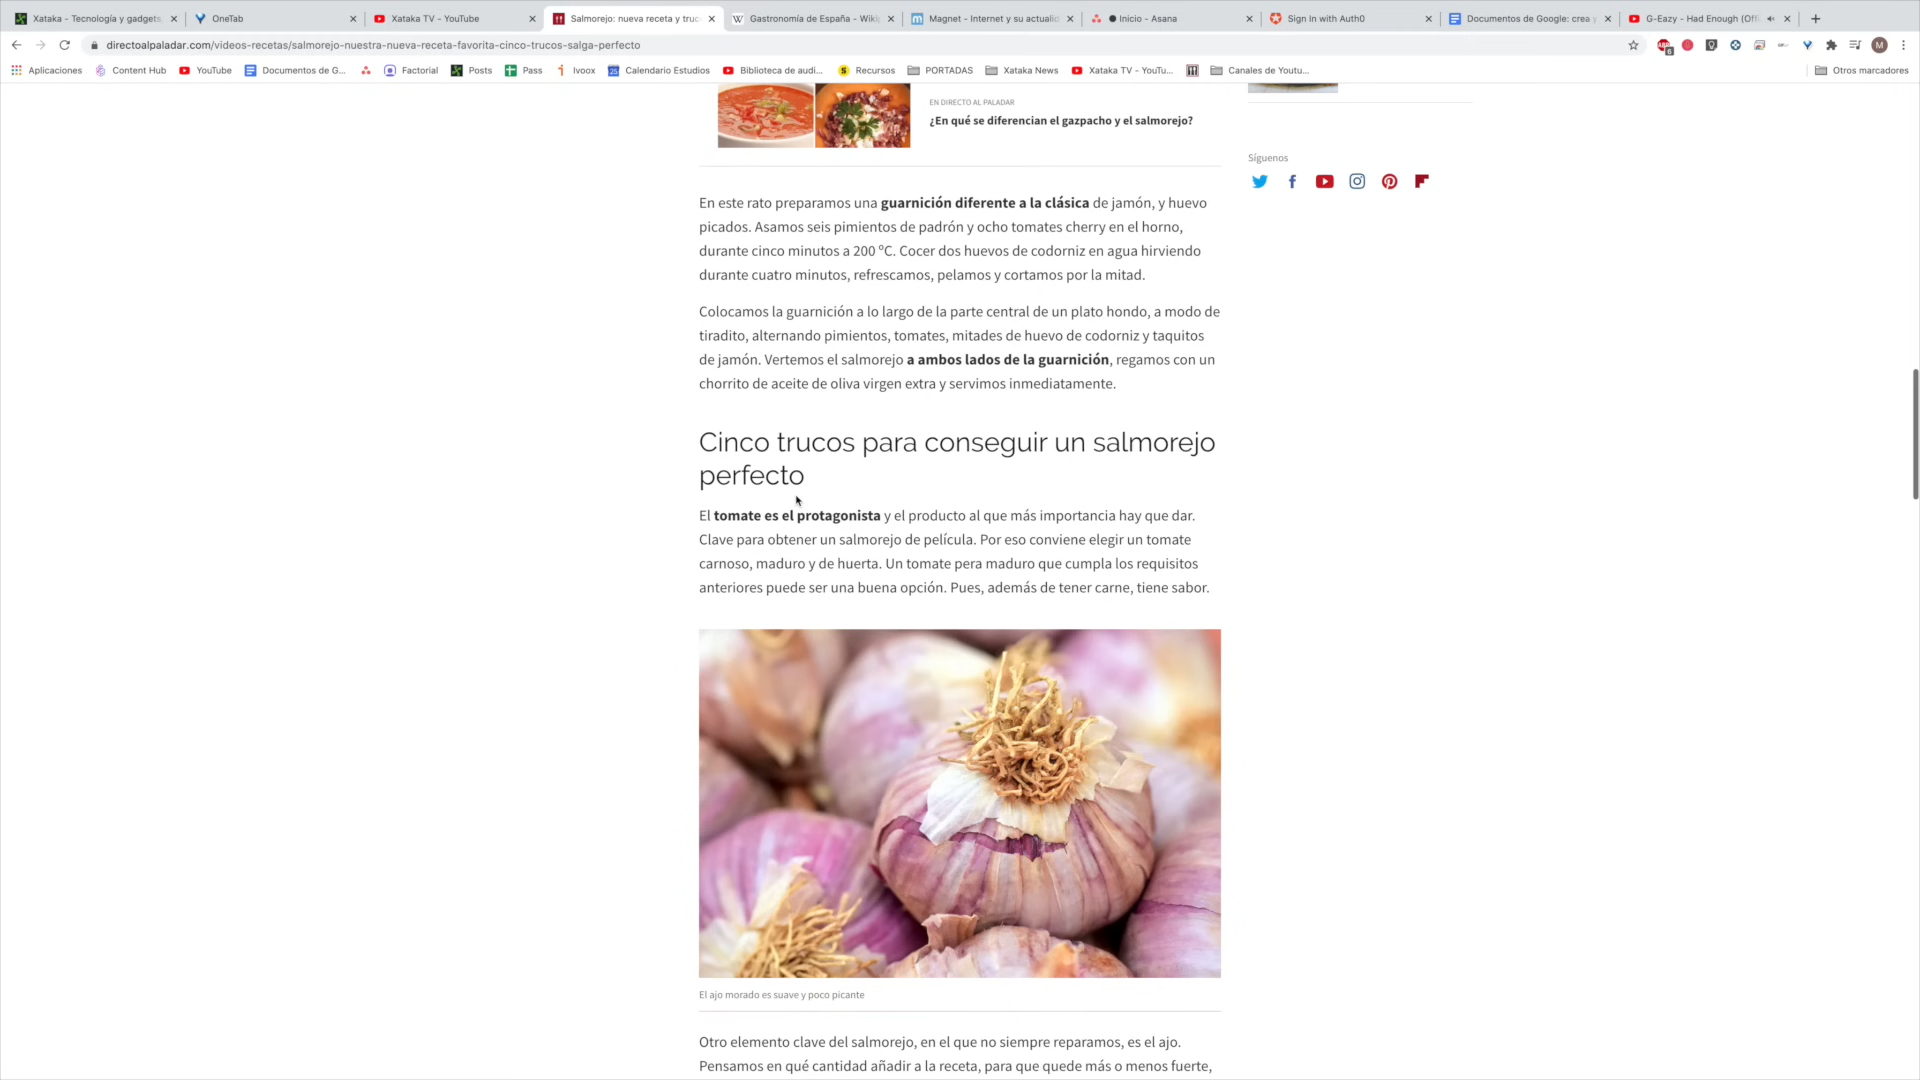 Xataka - Tecnología y gadgets,
OneTab
Xataka TV - YouTube
Salmorejo: nueva receta y truc
Gastronomía de España - Wiki
Magnet - Internet y su actualid
Inicio - Asana
Sign In with Auth0
Documentos de Google: crea y
G-Eazy - Had Enough (Offi
directoalpaladar.com/videos-recetas/salmorejo-nuestra-nueva-receta-favorita-cinco-trucos-salga-perfecto
Aplicaciones
Content Hub
YouTube
Documentos de G...
Factorial
Posts
Pass
Ivoox
Calendario Estudios
Biblioteca de audi...
Recursos
PORTADAS
Xataka News
Xataka TV - YouTu...
Canales de Youtu...
Otros marcadores
EN DIRECTO AL PALADAR
¿En qué se diferencian el gazpacho y el salmorejo?
Síguenos
En este rato preparamos una guarnición diferente a la clásica de jamón, y huevo
picados. Asamos seis pimientos de padrón y ocho tomates cherry en el horno,
durante cinco minutos a 200 ºC. Cocer dos huevos de codorniz en agua hirviendo
durante cuatro minutos, refrescamos, pelamos y cortamos por la mitad.
Colocamos la guarnición a lo largo de la parte central de un plato hondo, a modo de
tiradito, alternando pimientos, tomates, mitades de huevo de codorniz y taquitos
de jamón. Vertemos el salmorejo a ambos lados de la guarnición, regamos con un
chorrito de aceite de oliva virgen extra y servimos inmediatamente.
Cinco trucos para conseguir un salmorejo
perfecto
El tomate es el protagonista y el producto al que más importancia hay que dar.
Clave para obtener un salmorejo de película. Por eso conviene elegir un tomate
carnoso, maduro y de huerta. Un tomate pera maduro que cumpla los requisitos
anteriores puede ser una buena opción. Pues, además de tener carne, tiene sabor.
El ajo morado es suave y poco picante
Otro elemento clave del salmorejo, en el que no siempre reparamos, es el ajo.
Pensamos en qué cantidad añadir a la receta, para que quede más o menos fuerte,